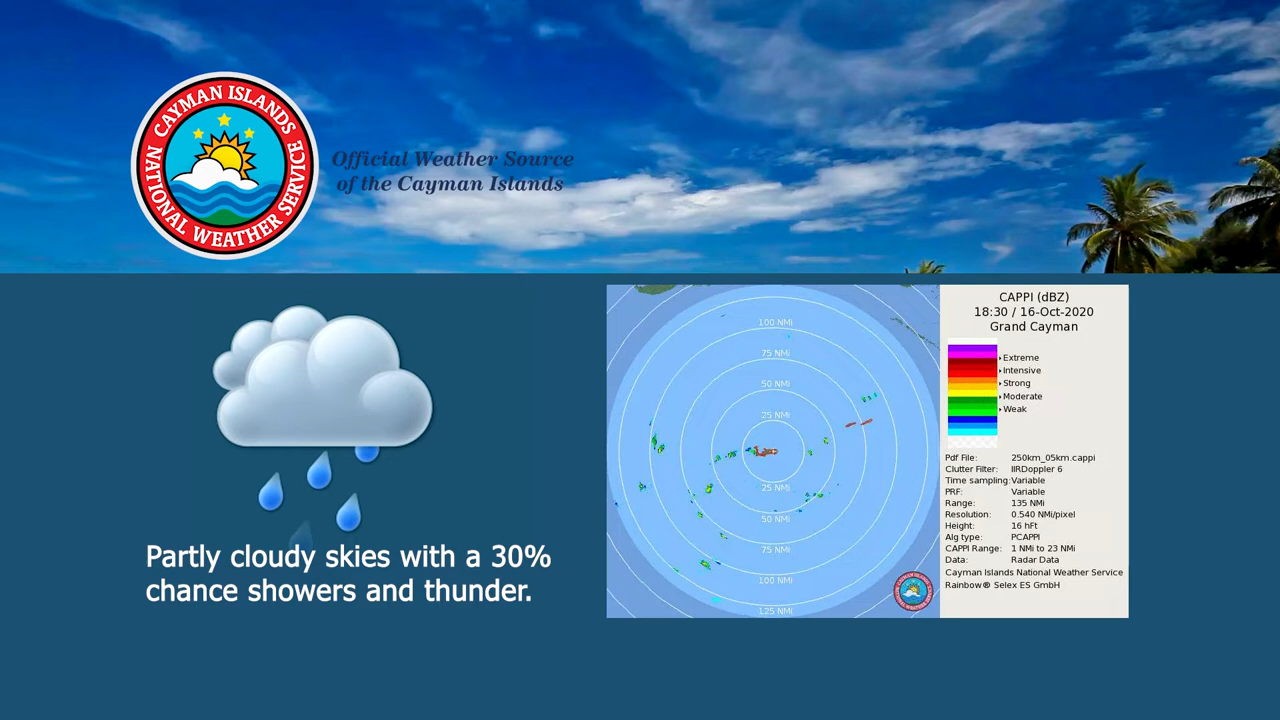 CAYMAN ISLANDS
NATIONAL WEATHER SERVICE
Official Weather Source
of the Cayman Islands
Partly cloudy skies with a 30%
chance showers and thunder.
100 NMi
75 NMi
50 NMi
25 NMi
25 NMi
50 NMi
75 NMi
100 NMi
125 NMi
CAPPI (dBZ)
18:30 / 16-Oct-2020
Grand Cayman
Extreme
Intensive
Strong
Moderate
Weak
Pdf File: 250km_05km.cappi
Clutter Filter: IIRDoppler 6
Time sampling: Variable
PRF: Variable
Range: 135 NMi
Resolution: 0.540 NMi/pixel
Height: 16 hFt
Alg type: PCAPPI
CAPPI Range: 1 NMi to 23 NMi
Data: Radar Data
Cayman Islands National Weather Service
Rainbow® Selex ES GmbH